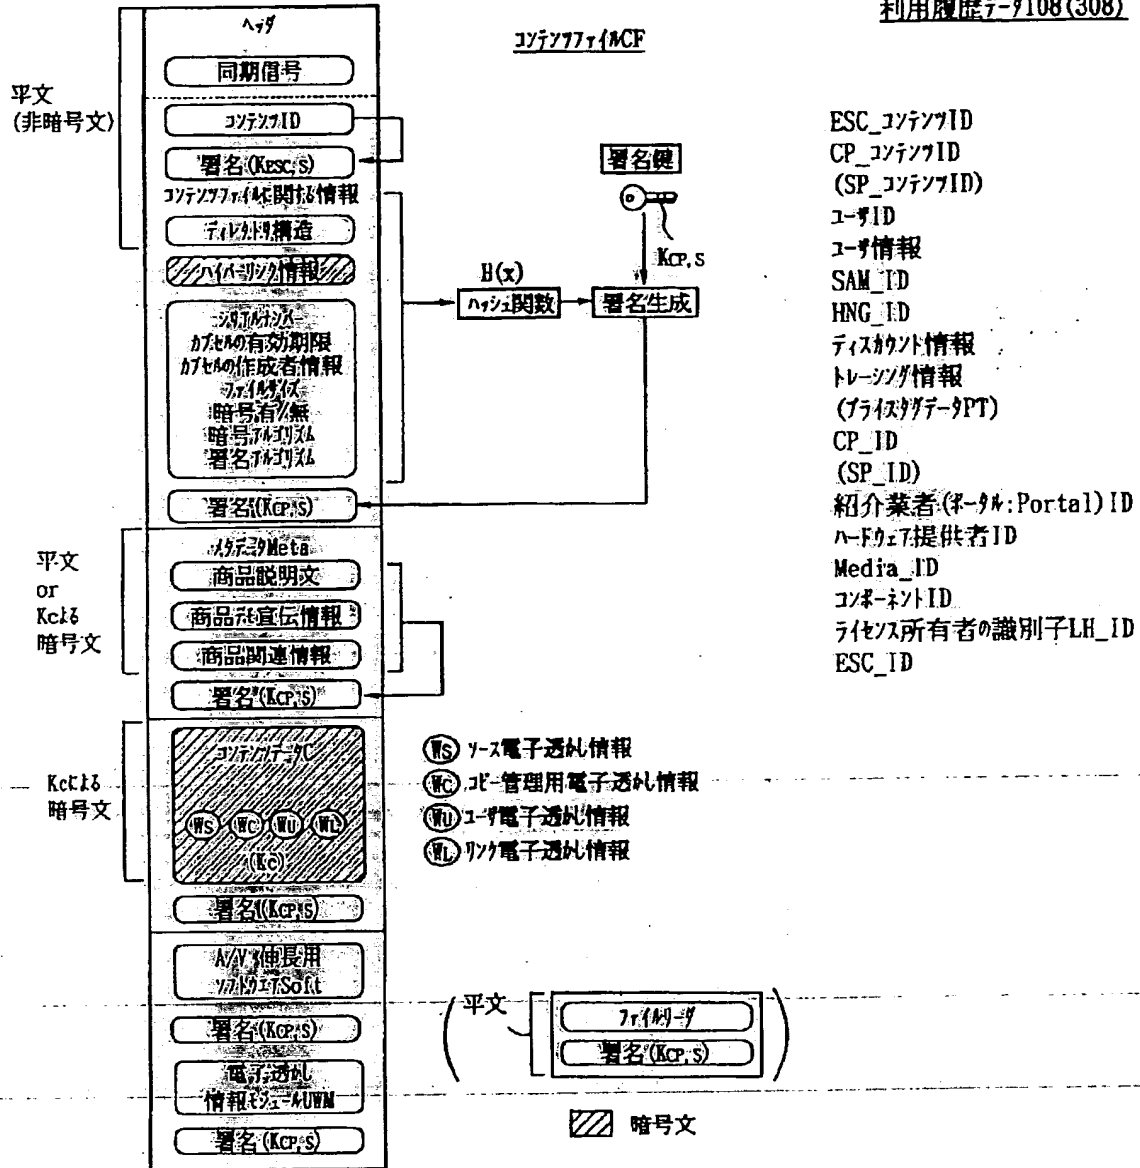 利用履歴データ108(308)
コンテンツファイルCF
ヘッダ
同期信号
平文
(非暗号文)
コンテンツID
署名(KESC,S)
コンテンツファイルに関する情報
ディレクトリ構造
ハイパーリンク情報
シリアルナンバー
カプセルの有効期限
カプセルの作成者情報
ファイルサイズ
暗号有/無
暗号アルゴリズム
署名アルゴリズム
署名(KCP,S)
署名鍵
KCP,S
H(x)
ハッシュ関数
署名生成
平文
or
Kcによる
暗号文
メタデータMeta
商品説明文
商品デモ宣伝情報
商品関連情報
署名(KCP,S)
Kcによる
暗号文
コンテンツデータC
WS
WC
WU
WL
(Kc)
署名(KCP,S)
WS ソース電子透かし情報
WC コピー管理用電子透かし情報
WU ユーザ電子透かし情報
WL リンク電子透かし情報
A/V伸長用
ソフトウエアSoft
署名(KCP,S)
電子透かし
情報モジュールUWM
署名(KCP,S)
平文
ファイルリーダ
署名(KCP,S)
暗号文
ESC_コンテンツID
CP_コンテンツID
(SP_コンテンツID)
ユーザID
ユーザ情報
SAM_ID
HNG_ID
ディスカウント情報
トレーシング情報
(プライスタグデータPT)
CP_ID
(SP_ID)
紹介業者(ポータル:Portal)ID
ハードウェア提供者ID
Media_ID
コンポーネントID
ライセンス所有者の識別子LH_ID
ESC_ID